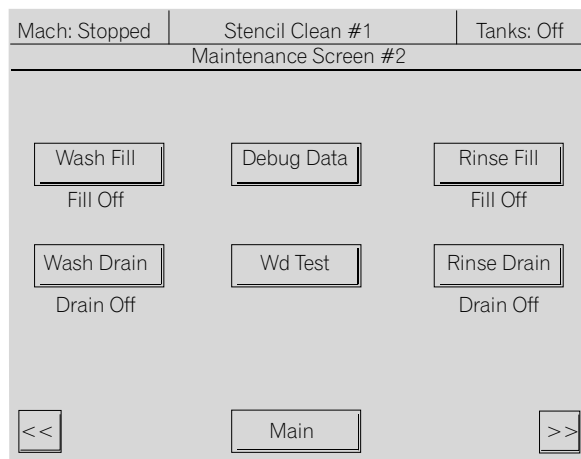 Mach: Stopped Stencil Clean #1 Tanks: Off
Maintenance Screen #2
Wash Fill Debug Data Rinse Fill
Fill Off Fill Off
Wash Drain Wd Test Rinse Drain
Drain Off Drain Off
<< Main >>